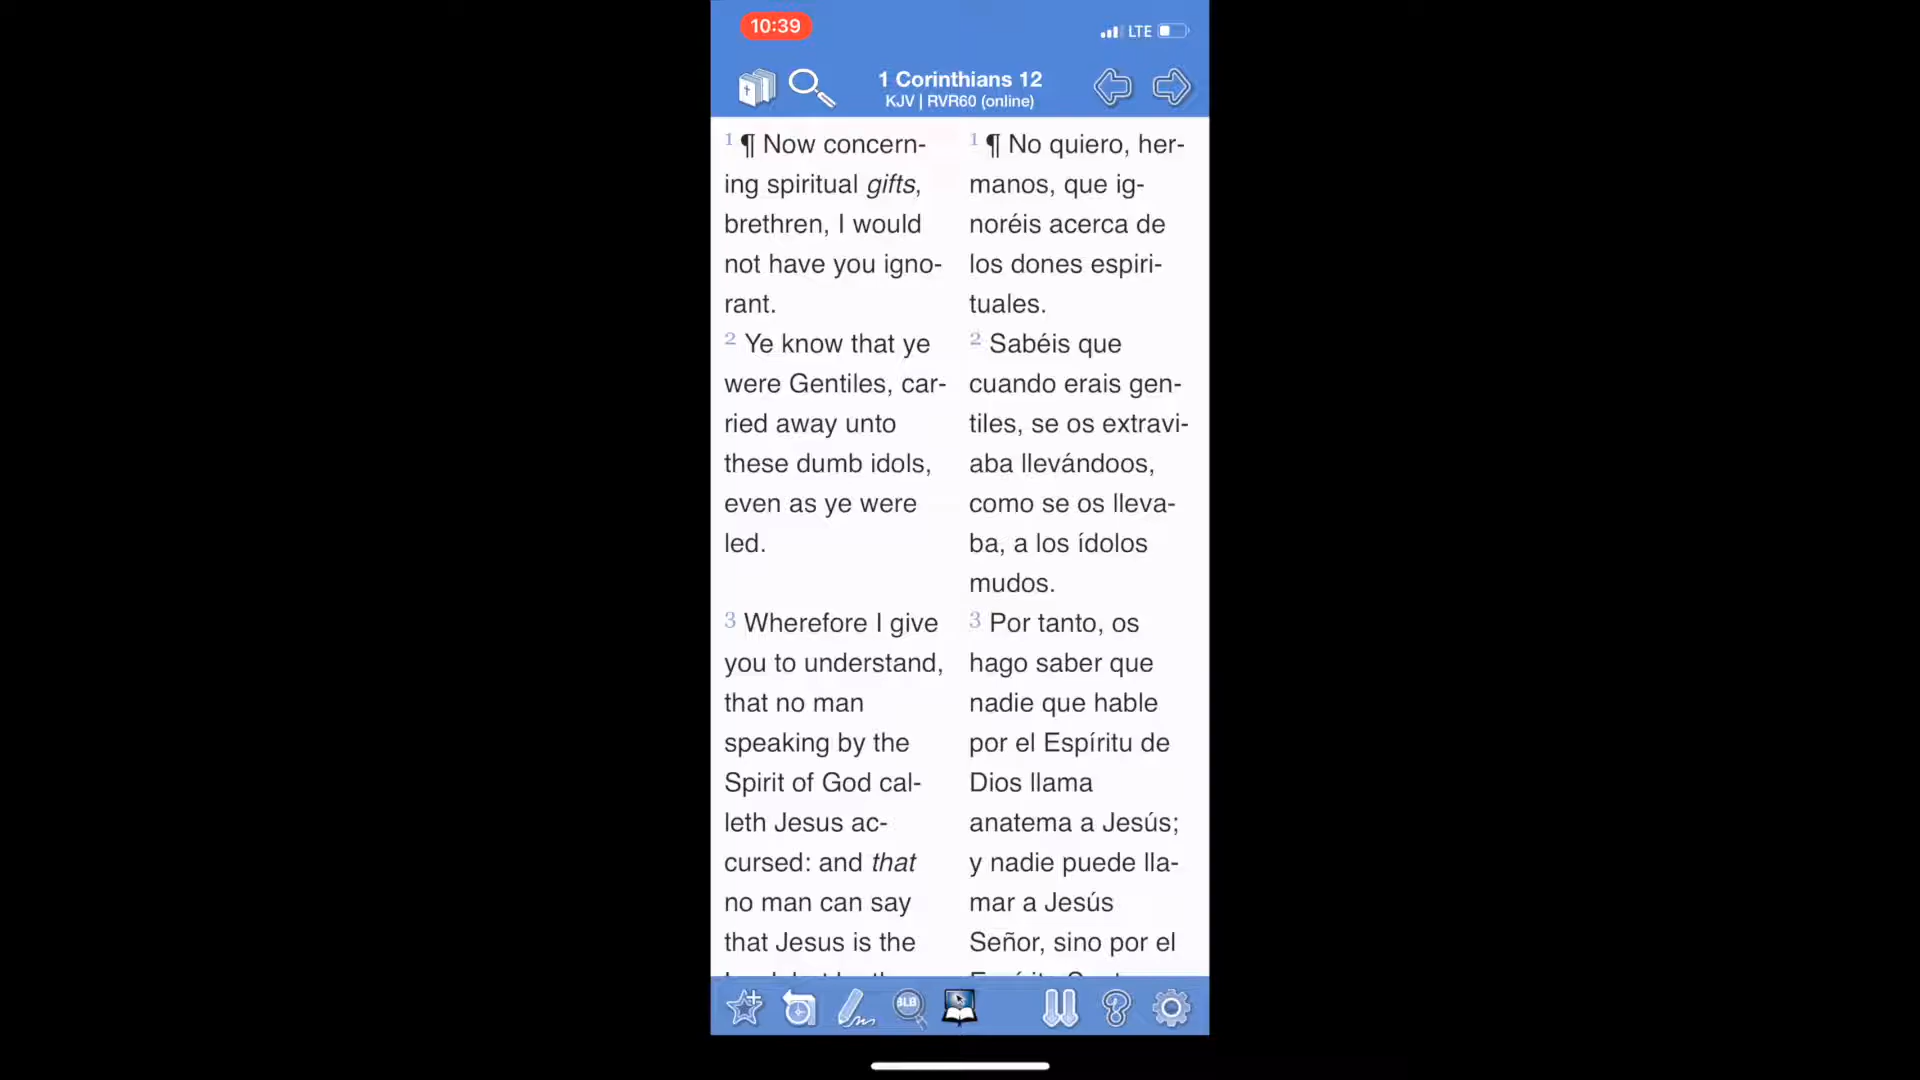 10:39
LTE
1 Corinthians 12
KJV | RVR60 (online)
1 ¶ Now concern-
ing spiritual gifts,
brethren, I would
not have you igno-
rant.
2 Ye know that ye
were Gentiles, car-
ried away unto
these dumb idols,
even as ye were
led.
3 Wherefore I give
you to understand,
that no man
speaking by the
Spirit of God cal-
leth Jesus ac-
cursed: and that
no man can say
that Jesus is the
1 ¶ No quiero, her-
manos, que ig-
noréis acerca de
los dones espiri-
tuales.
2 Sabéis que
cuando erais gen-
tiles, se os extravi-
aba llevándoos,
como se os lleva-
ba, a los ídolos
mudos.
3 Por tanto, os
hago saber que
nadie que hable
por el Espíritu de
Dios llama
anatema a Jesús;
y nadie puede lla-
mar a Jesús
Señor, sino por el
BLB